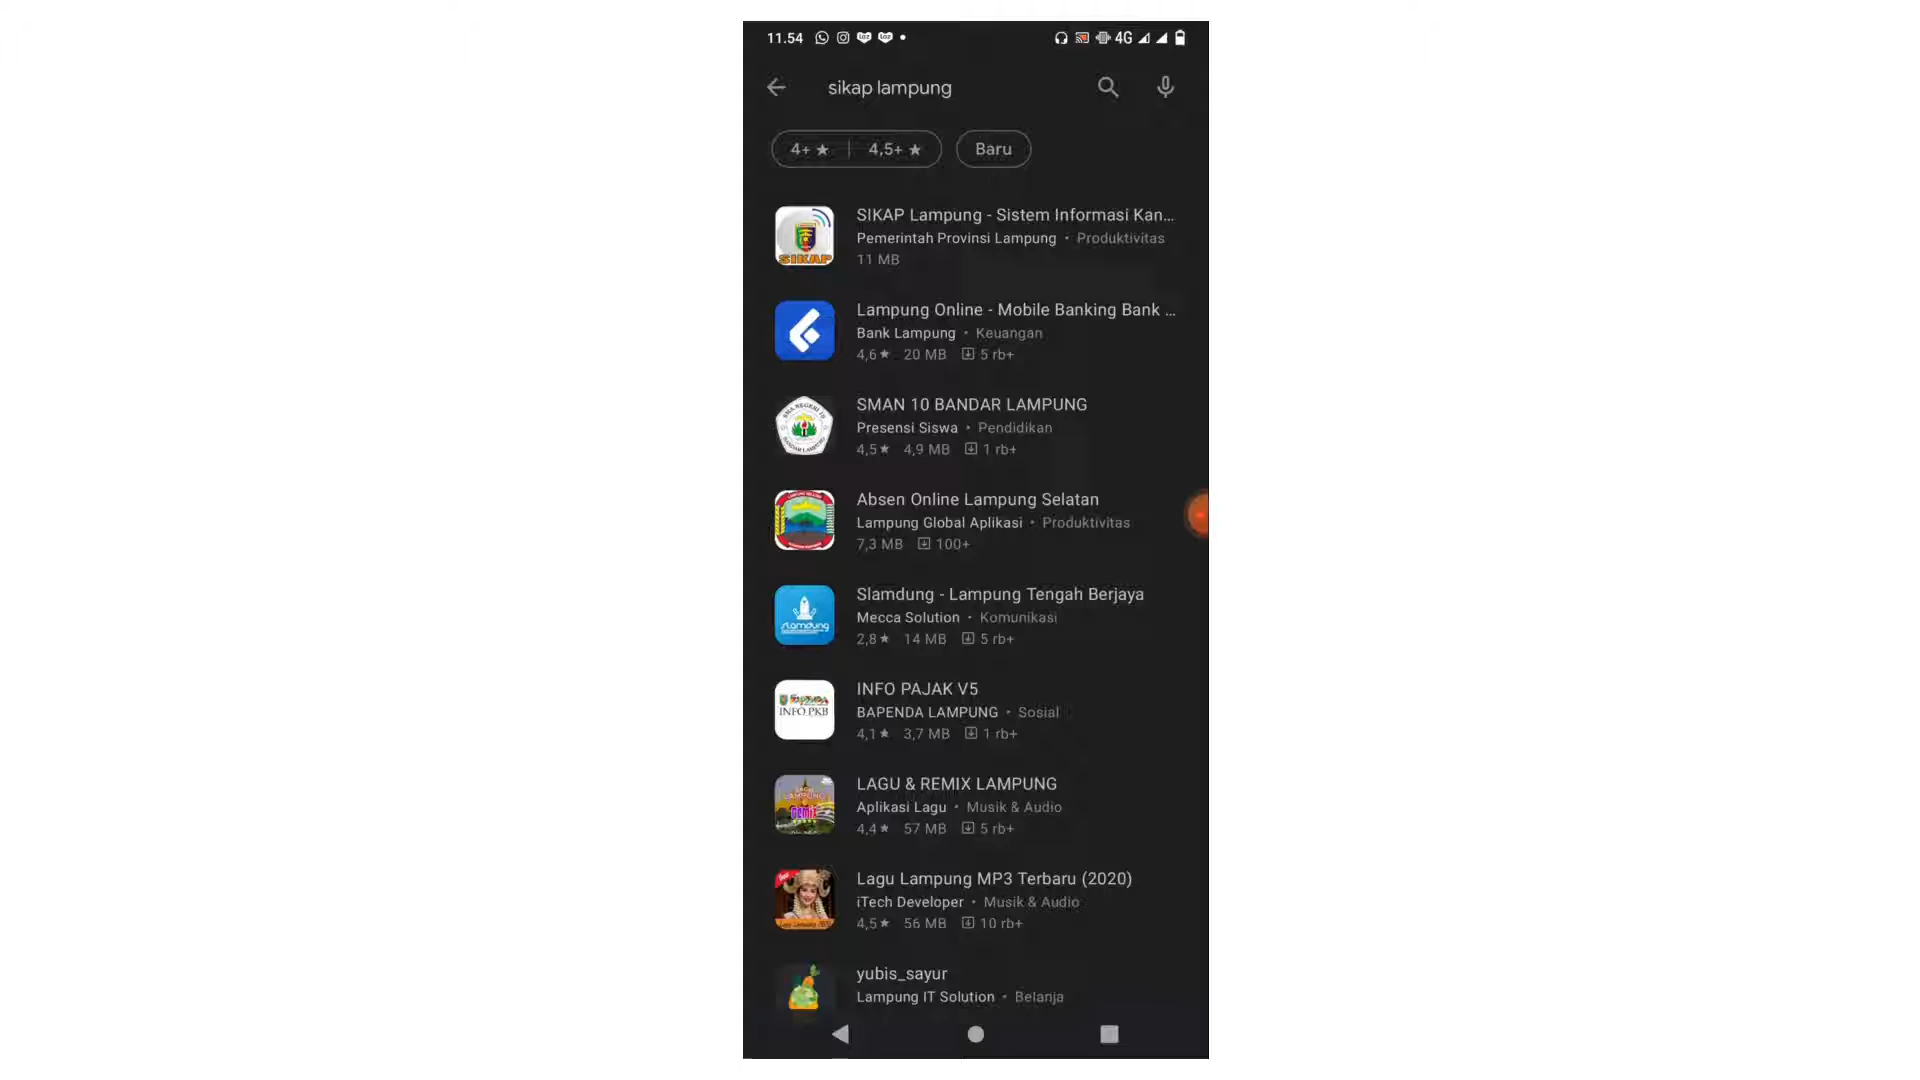 11.54 4G
sikap lampung
4+ ★ 4,5+ ★ Baru
SIKAP Lampung - Sistem Informasi Kan...
Pemerintah Provinsi Lampung • Produktivitas
11 MB
SIKAP
Lampung Online - Mobile Banking Bank ...
Bank Lampung • Keuangan
4,6★ 20 MB 5 rb+
SMAN 10 BANDAR LAMPUNG
Presensi Siswa • Pendidikan
4,5★ 4,9 MB 1 rb+
Absen Online Lampung Selatan
Lampung Global Aplikasi • Produktivitas
7,3 MB 100+
Slamdung - Lampung Tengah Berjaya
Mecca Solution • Komunikasi
2,8★ 14 MB 5 rb+
slamdung
INFO PAJAK V5
BAPENDA LAMPUNG • Sosial
4,1★ 3,7 MB 1 rb+
INFO PKB
LAGU & REMIX LAMPUNG
Aplikasi Lagu • Musik & Audio
4,4★ 57 MB 5 rb+
Lagu Lampung MP3 Terbaru (2020)
iTech Developer • Musik & Audio
4,5★ 56 MB 10 rb+
yubis_sayur
Lampung IT Solution • Belanja